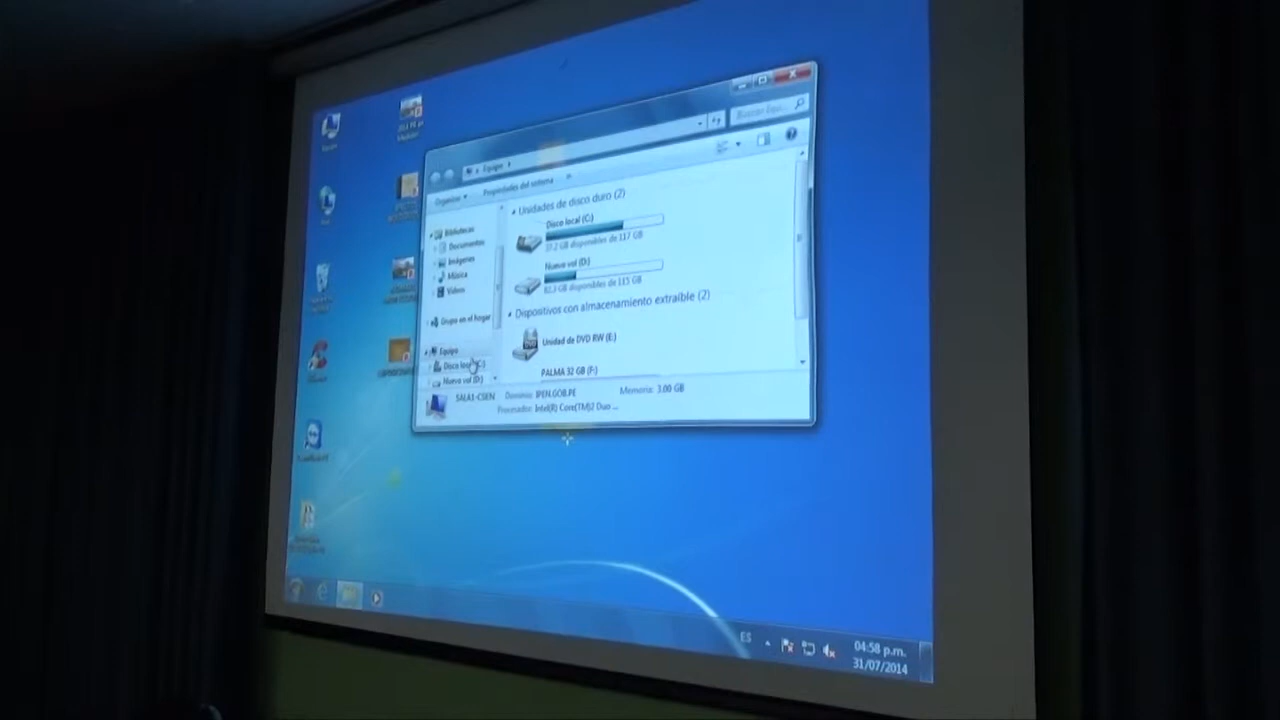 Equipo
Buscar Equi...
Organizar
Propiedades del sistema
»
Bibliotecas
Documentos
Imágenes
Música
Vídeos
Grupo en el hogar
Equipo
Disco local (C:)
Nuevo vol (D:)
Unidades de disco duro (2)
Disco local (C:)
37.2 GB disponibles de 117 GB
Nuevo vol (D:)
82.3 GB disponibles de 115 GB
Dispositivos con almacenamiento extraíble (2)
DVD
Unidad de DVD RW (E:)
PALMA 32 GB (F:)
SALA1-CSEN
Dominio: IPEN.GOB.PE
Memoria: 3.00 GB
Procesador: Intel(R) Core(TM)2 Duo ...
ES
04:58 p.m.
31/07/2014